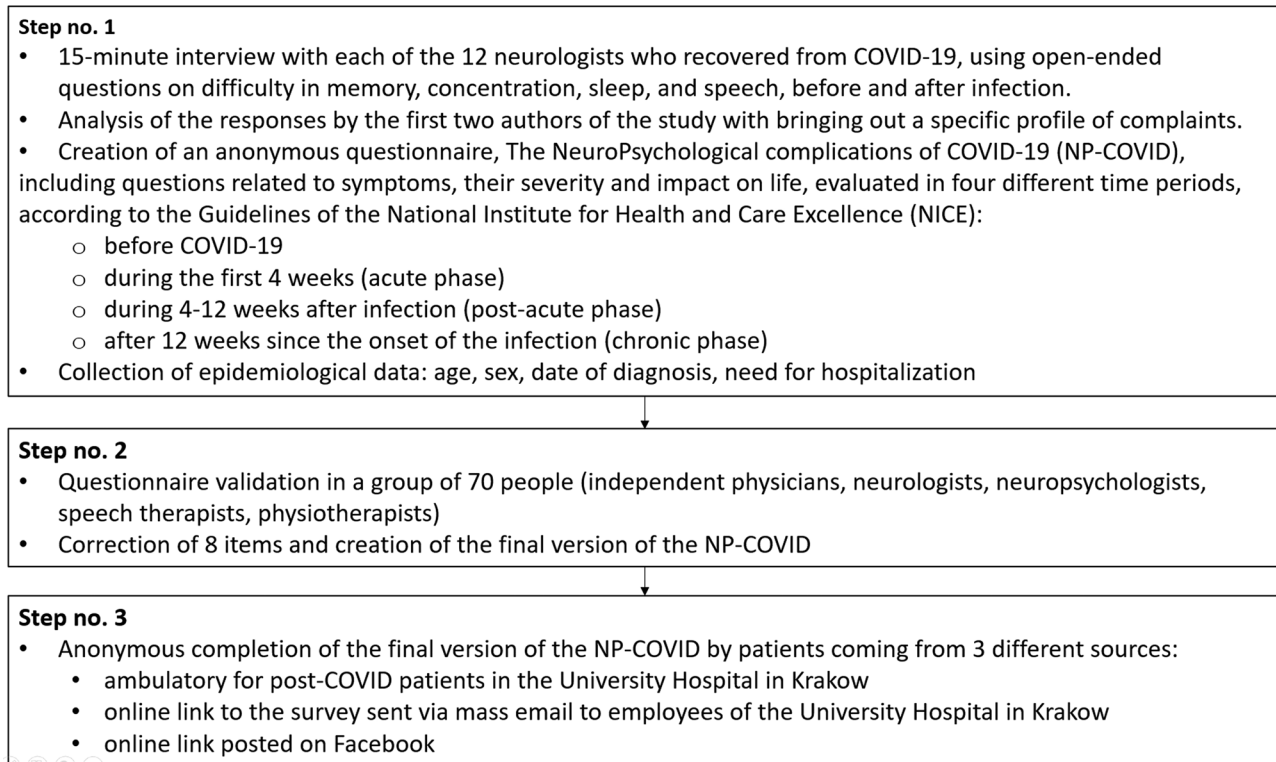 Step no. 1
• 15-minute interview with each of the 12 neurologists who recovered from COVID-19, using open-ended
questions on difficulty in memory, concentration, sleep, and speech, before and after infection.
• Analysis of the responses by the first two authors of the study with bringing out a specific profile of complaints.
• Creation of an anonymous questionnaire, The NeuroPsychological complications of COVID-19 (NP-COVID),
including questions related to symptoms, their severity and impact on life, evaluated in four different time periods,
according to the Guidelines of the National Institute for Health and Care Excellence (NICE):
o before COVID-19
o during the first 4 weeks (acute phase)
o during 4-12 weeks after infection (post-acute phase)
o after 12 weeks since the onset of the infection (chronic phase)
• Collection of epidemiological data: age, sex, date of diagnosis, need for hospitalization
Step no. 2
• Questionnaire validation in a group of 70 people (independent physicians, neurologists, neuropsychologists,
speech therapists, physiotherapists)
• Correction of 8 items and creation of the final version of the NP-COVID
Step no. 3
• Anonymous completion of the final version of the NP-COVID by patients coming from 3 different sources:
• ambulatory for post-COVID patients in the University Hospital in Krakow
• online link to the survey sent via mass email to employees of the University Hospital in Krakow
• online link posted on Facebook